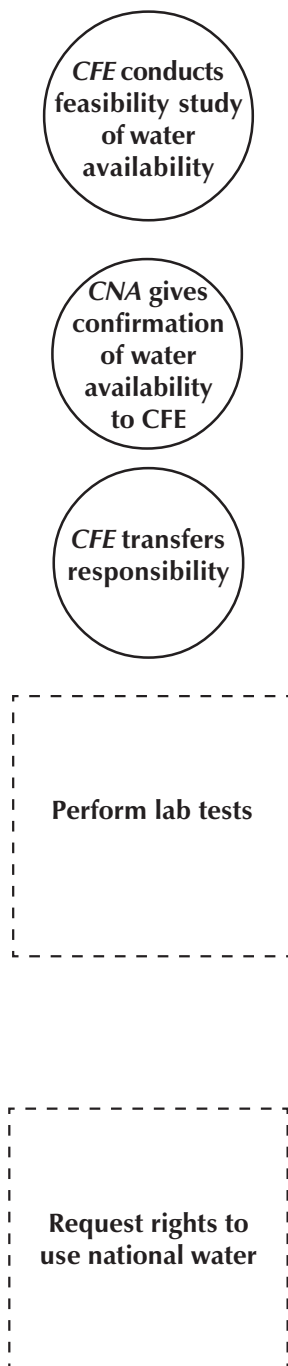 CFE conducts
feasibility study
of water
availability
CNA gives
confirmation
of water
availability
to CFE
CFE transfers
responsibility
Perform lab tests
Request rights to
use national water